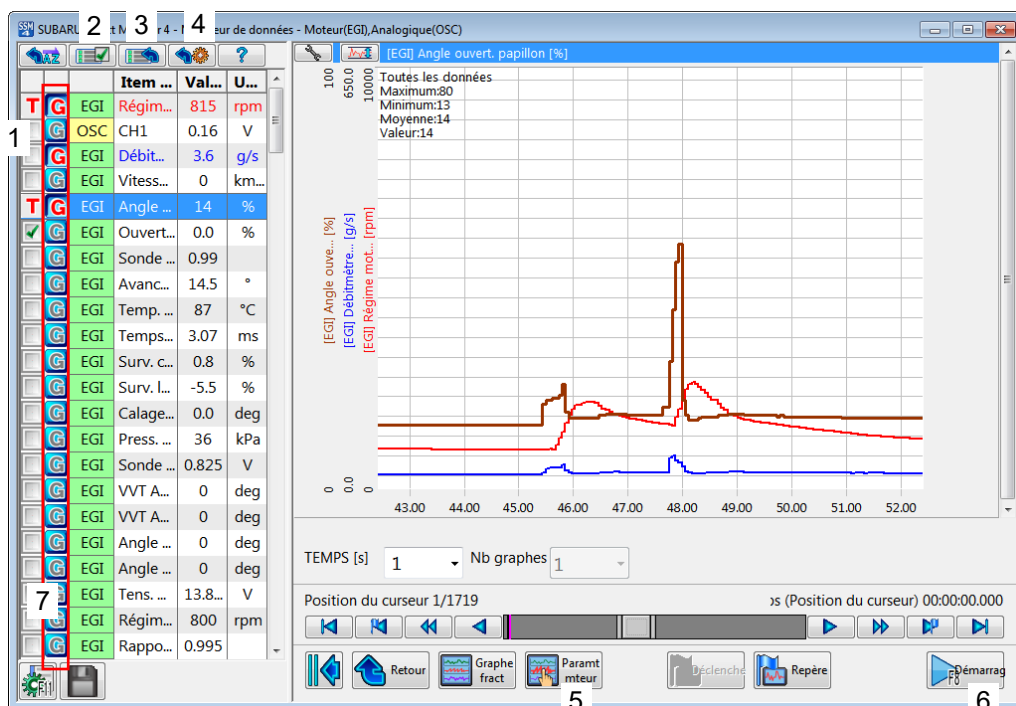 SUBARU ct M r 4 - M ur de données - Moteur(EGI),Analogique(OSC)
2 3 4
AZ ?
[EGI] Angle ouvert. papillon [%]
Item ... Val... U...
T G EGI Régim... 815 rpm
1
G OSC CH1 0.16 V
G EGI Débit... 3.6 g/s
G EGI Vitess... 0 km...
T G EGI Angle ... 14 %
G EGI Ouvert... 0.0 %
G EGI Sonde ... 0.99
G EGI Avanc... 14.5 °
G EGI Temp. ... 87 °C
G EGI Temps... 3.07 ms
G EGI Surv. c... 0.8 %
G EGI Surv. l... -5.5 %
G EGI Calage... 0.0 deg
G EGI Press. ... 36 kPa
G EGI Sonde ... 0.825 V
G EGI VVT A... 0 deg
G EGI VVT A... 0 deg
G EGI Angle ... 0 deg
G EGI Angle ... 0 deg
G EGI Tens. ... 13.8... V
7
G EGI Régim... 800 rpm
G EGI Rappo... 0.995
100 650.0 10000
Toutes les données
Maximum:80
Minimum:13
Moyenne:14
Valeur:14
[EGI] Angle ouve... [%]
[EGI] Débitmètre... [g/s]
[EGI] Régime mot... [rpm]
0 0.0 0
43.00 44.00 45.00 46.00 47.00 48.00 49.00 50.00 51.00 52.00
TEMPS [s] 1 Nb graphes 1
Position du curseur 1/1719 ɔs (Position du curseur) 00:00:00.000
F11
Retour
Graphe
fract
Paramt
mteur
Déclenche
Repère
F8
Démarrag
5 6